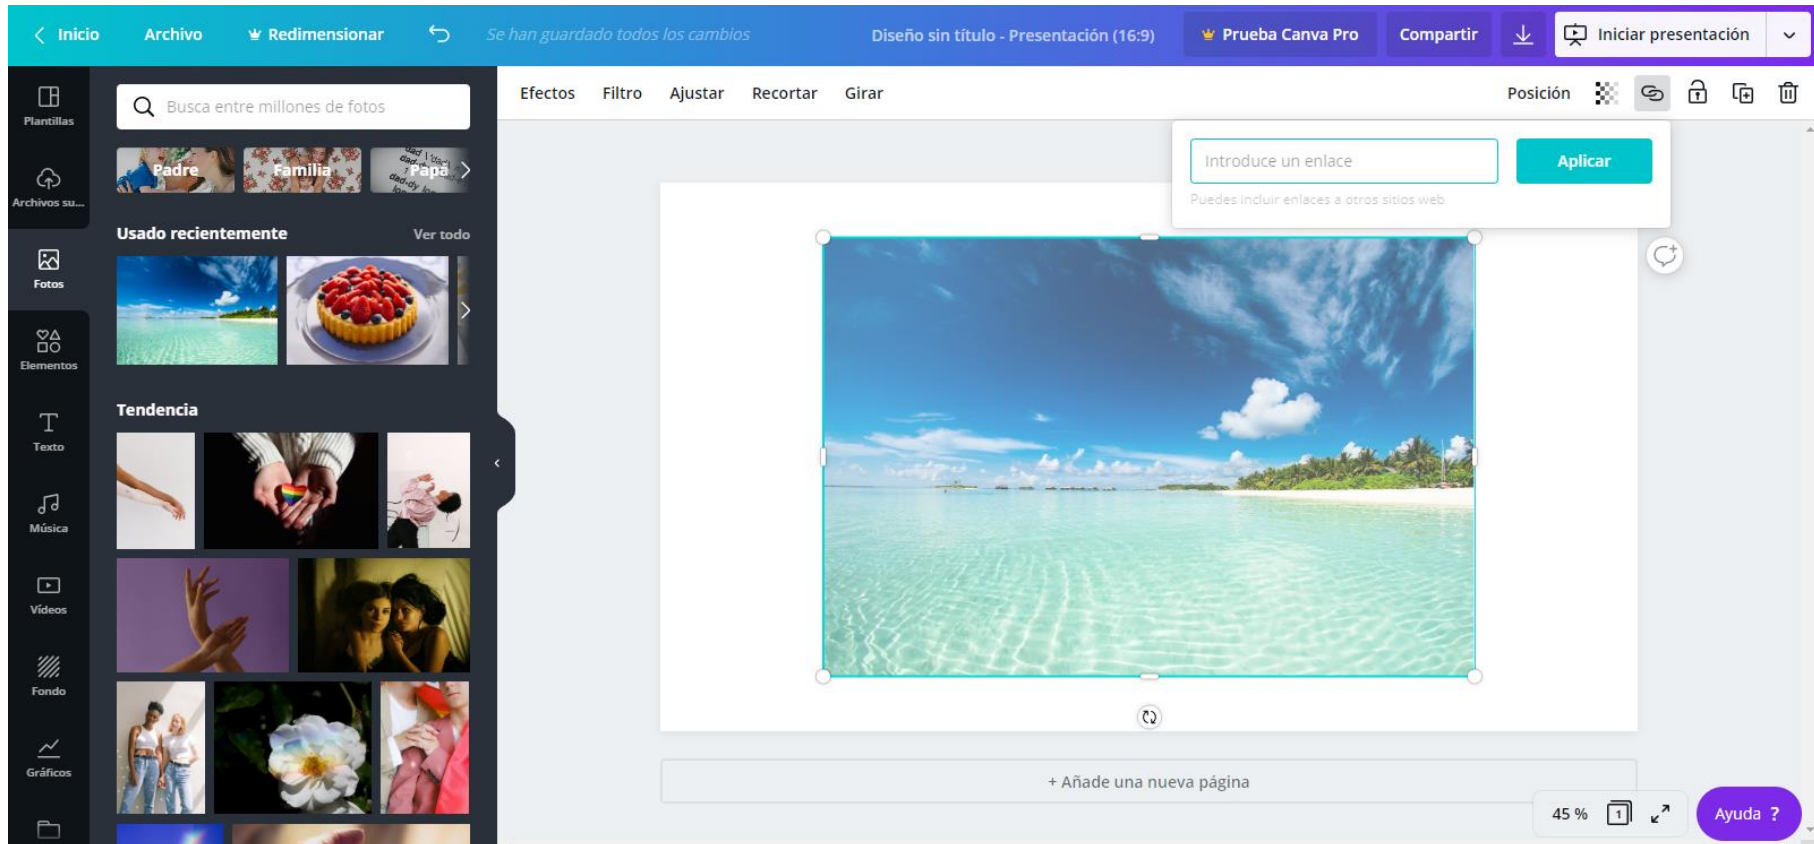 Inicio
Archivo
Redimensionar
Se han guardado todos los cambios
Diseño sin título - Presentación (16:9)
Prueba Canva Pro
Compartir
Iniciar presentación
Plantillas
Archivos su...
Fotos
Elementos
Texto
Música
Vídeos
Fondo
Gráficos
Busca entre millones de fotos
Padre
Familia
Papá
Usado recientemente
Ver todo
Tendencia
Efectos
Filtro
Ajustar
Recortar
Girar
Posición
Introduce un enlace
Aplicar
Puedes incluir enlaces a otros sitios web
+ Añade una nueva página
45 %
1
Ayuda ?